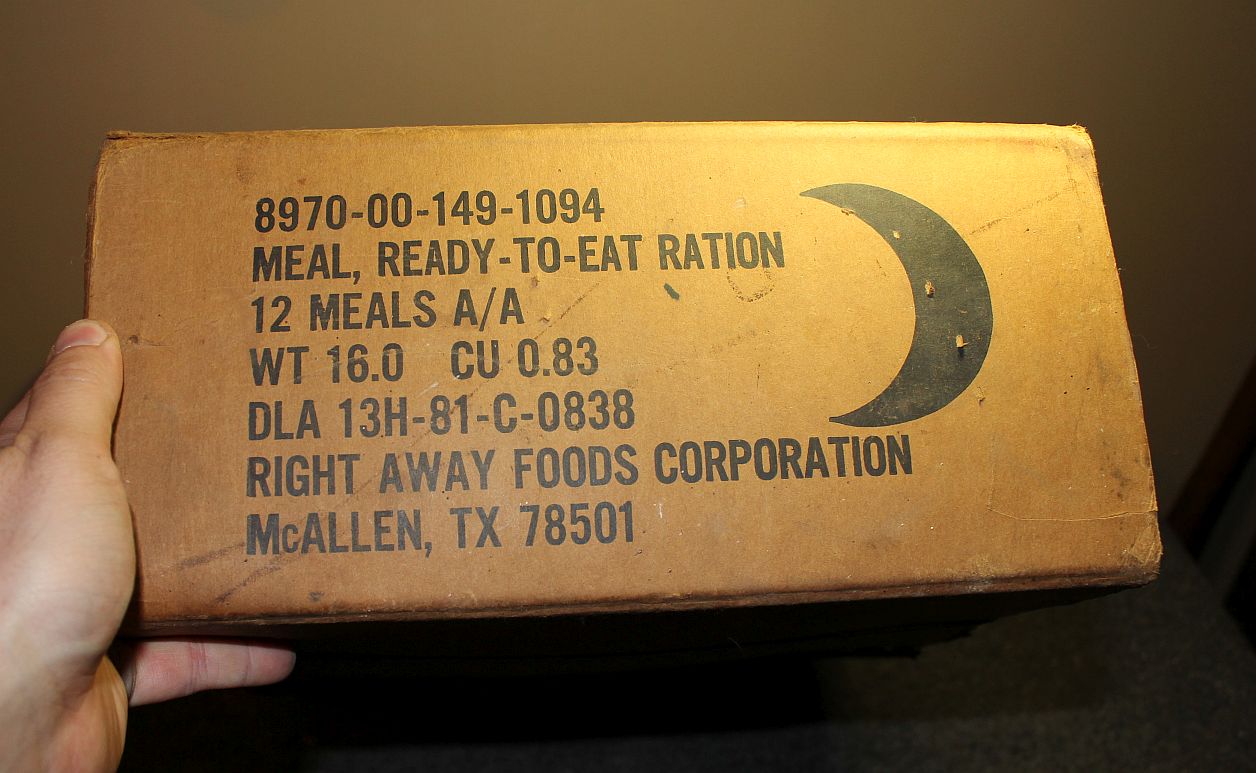 8970-00-149-1094
MEAL, READY-TO-EAT RATION
12 MEALS A/A
WT 16.0 CU 0.83
DLA 13H-81-C-0838
RIGHT AWAY FOODS CORPORATION
McALLEN, TX 78501